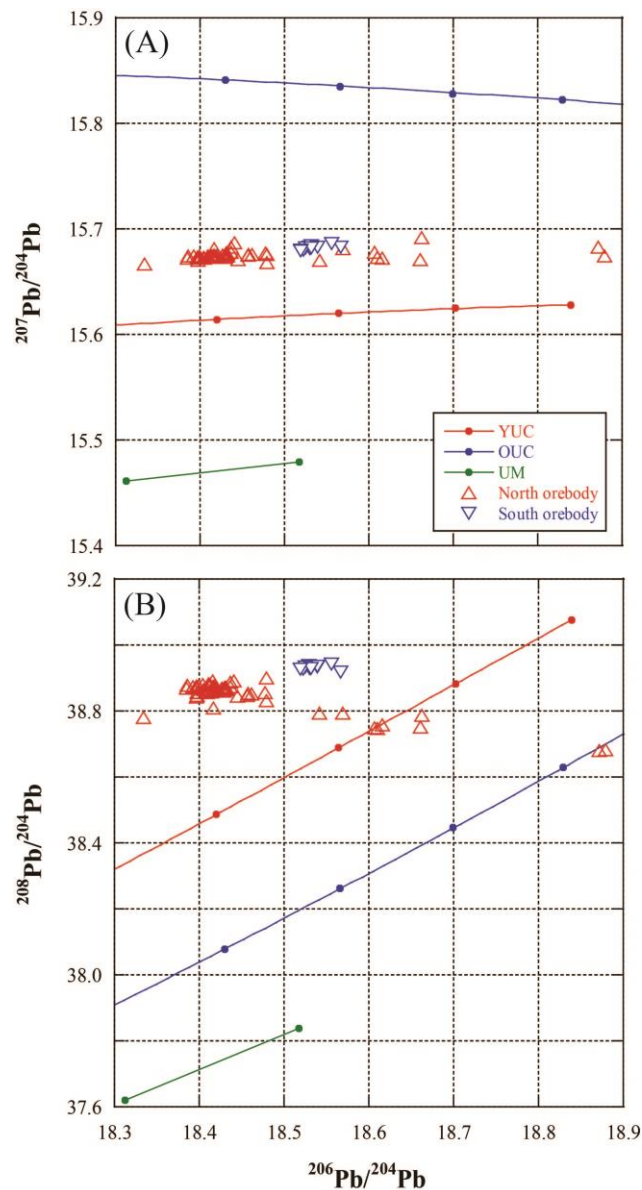 (A)
15.9
15.8
15.7
15.6
15.5
15.4
²⁰⁷Pb/²⁰⁴Pb
YUC
OUC
UM
North orebody
South orebody
(B)
39.2
38.8
38.4
38.0
37.6
²⁰⁸Pb/²⁰⁴Pb
18.3 18.4 18.5 18.6 18.7 18.8 18.9
²⁰⁶Pb/²⁰⁴Pb